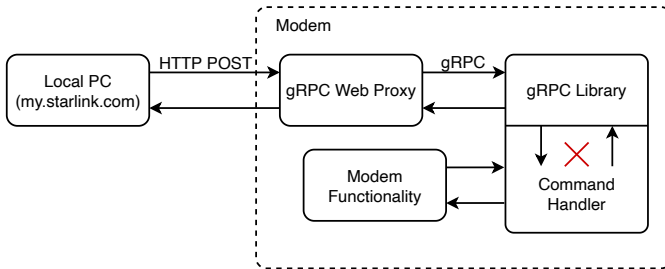 Modem
HTTP POST
gRPC
Local PC
(my.starlink.com)
gRPC Web Proxy
gRPC Library
Modem
Functionality
Command
Handler